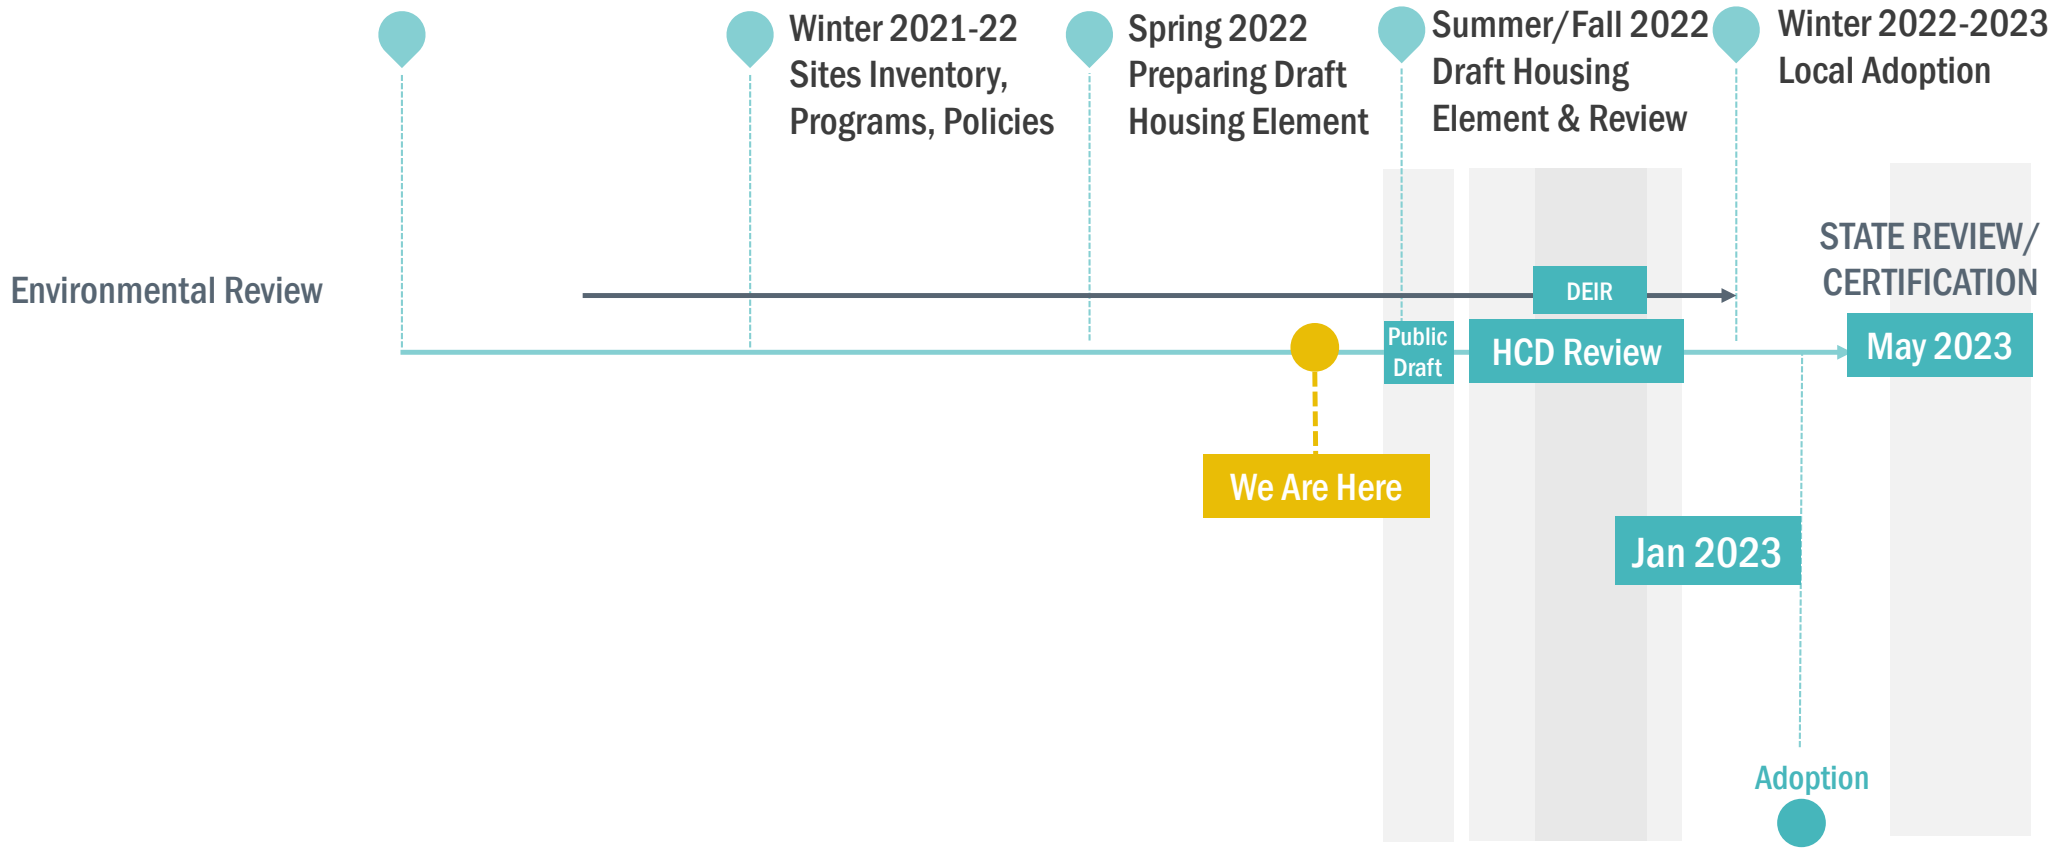 Winter 2021-22
Sites Inventory,
Programs, Policies
Spring 2022
Preparing Draft
Housing Element
Summer/Fall 2022
Draft Housing
Element & Review
Winter 2022-2023
Local Adoption
STATE REVIEW/
CERTIFICATION
Environmental Review
DEIR
Public
Draft
HCD Review
May 2023
We Are Here
Jan 2023
Adoption